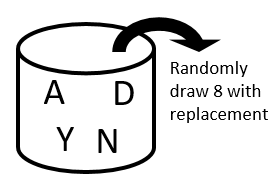 A D
Y N
Randomly
draw 8 with
replacement